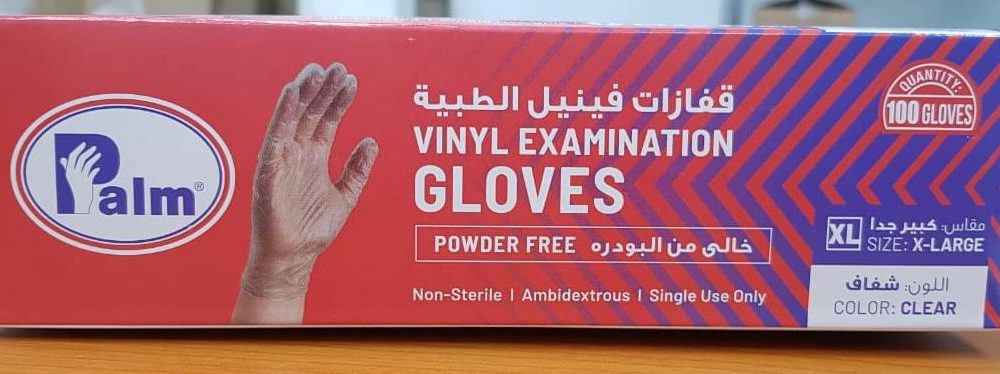 Palm®
قفازات فينيل الطبية
VINYL EXAMINATION
GLOVES
POWDER FREE خالى من البودره
Non-Sterile | Ambidextrous | Single Use Only
QUANTITY:
100 GLOVES
XL
مقاس: كبير جدا
SIZE: X-LARGE
اللون: شفاف
COLOR: CLEAR